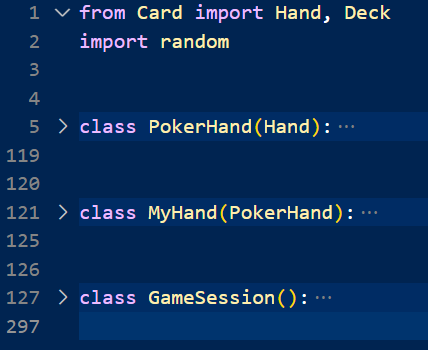 1 from Card import Hand, Deck
2 import random
3
4
5 class PokerHand(Hand):···
119
120
121 class MyHand(PokerHand):···
125
126
127 class GameSession():···
297